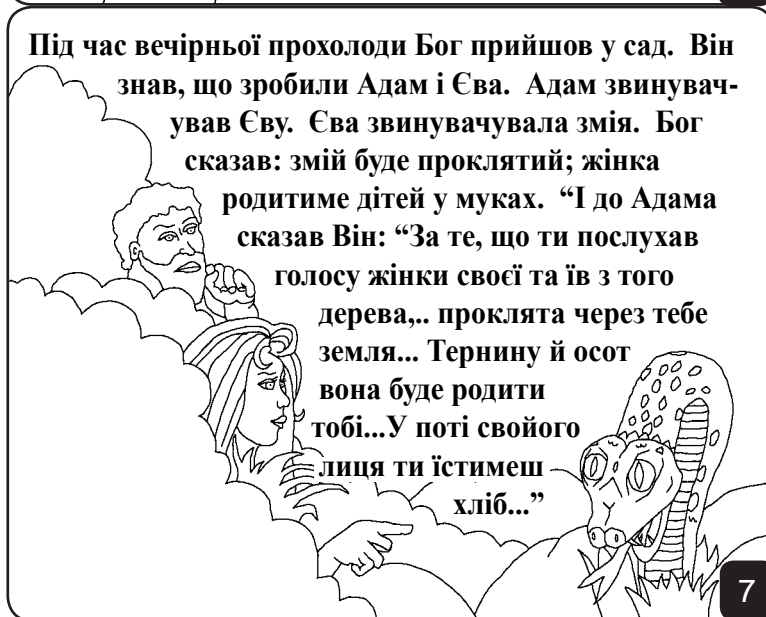 Під час вечірньої прохолоди Бог прийшов у сад. Він
знав, що зробили Адам і Єва. Адам звинувач-
ував Єву. Єва звинувачувала змія. Бог
сказав: змій буде проклятий; жінка
родитиме дітей у муках. “І до Адама
сказав Він: “За те, що ти послухав
голосу жінки своєї та їв з того
дерева,.. проклята через тебе
земля... Тернину й осот
вона буде родити
тобі...У поті свойого
лиця ти їстимеш
хліб...”
7